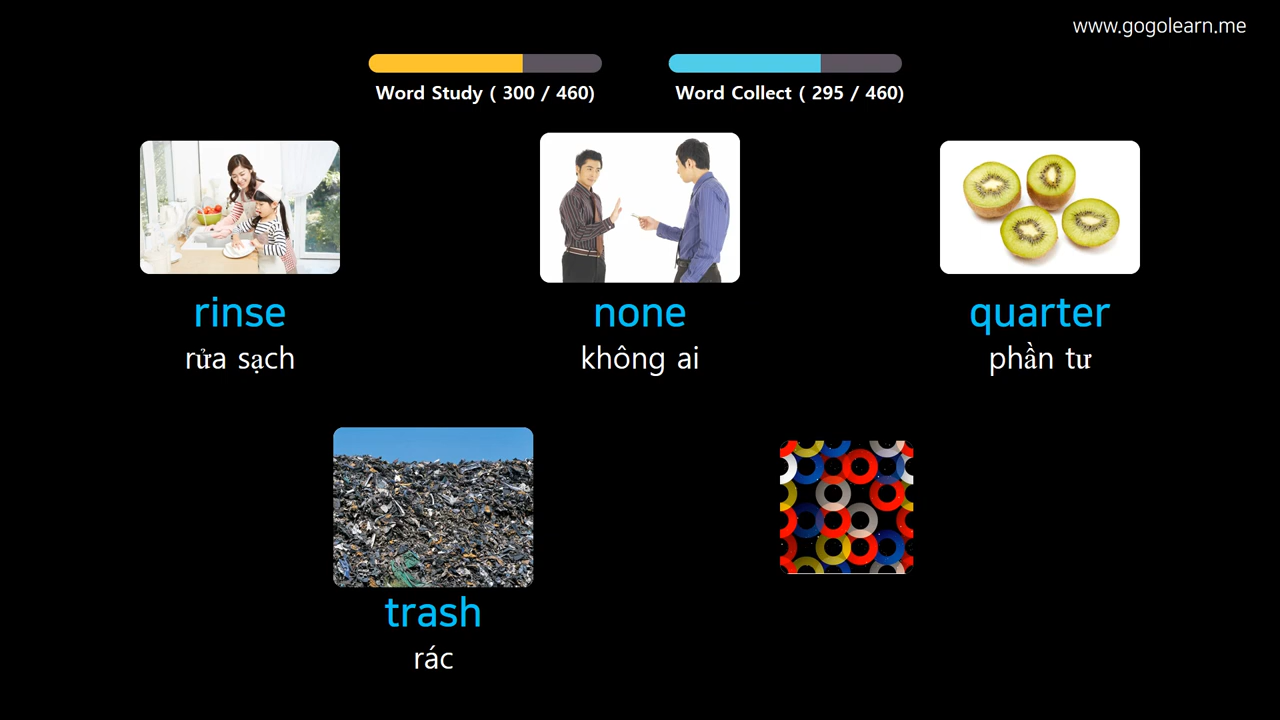 www.gogolearn.me
Word Study ( 300 / 460)
Word Collect ( 295 / 460)
rinse
rửa sạch
none
không ai
quarter
phần tư
trash
rác